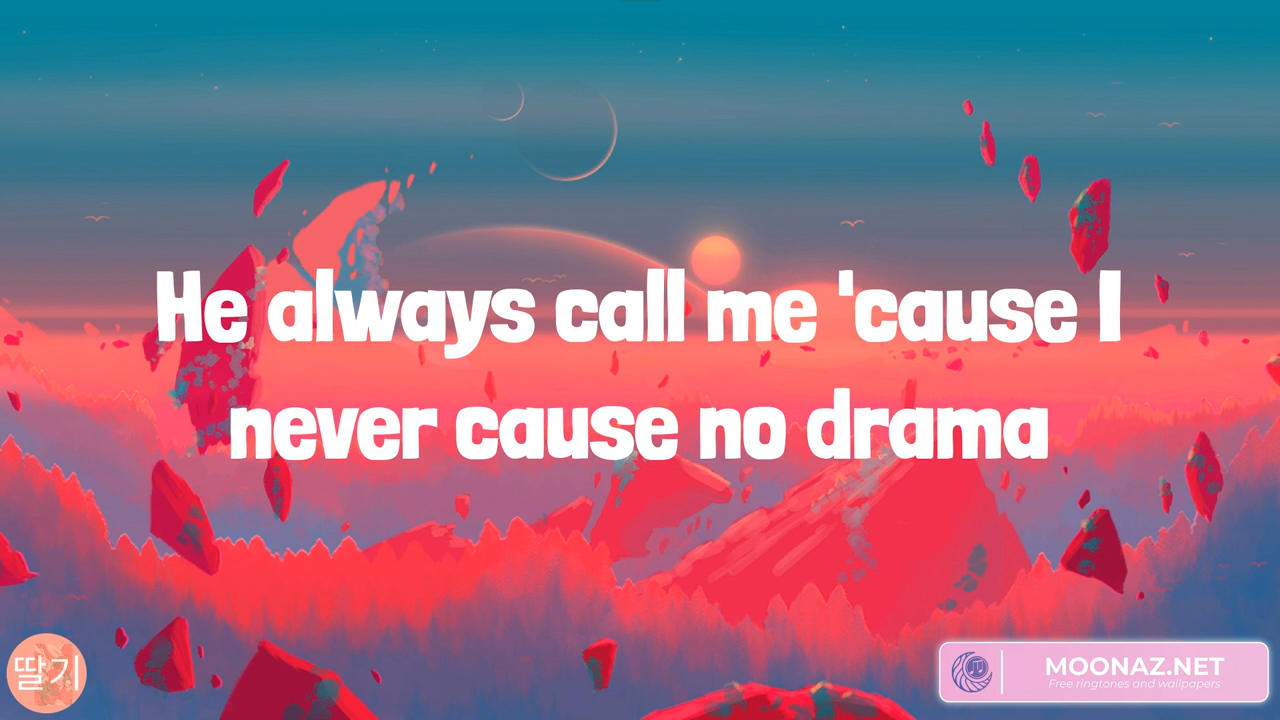 He always call me 'cause I
never cause no drama
딸기
MOONAZ.NET
Free ringtones and wallpapers